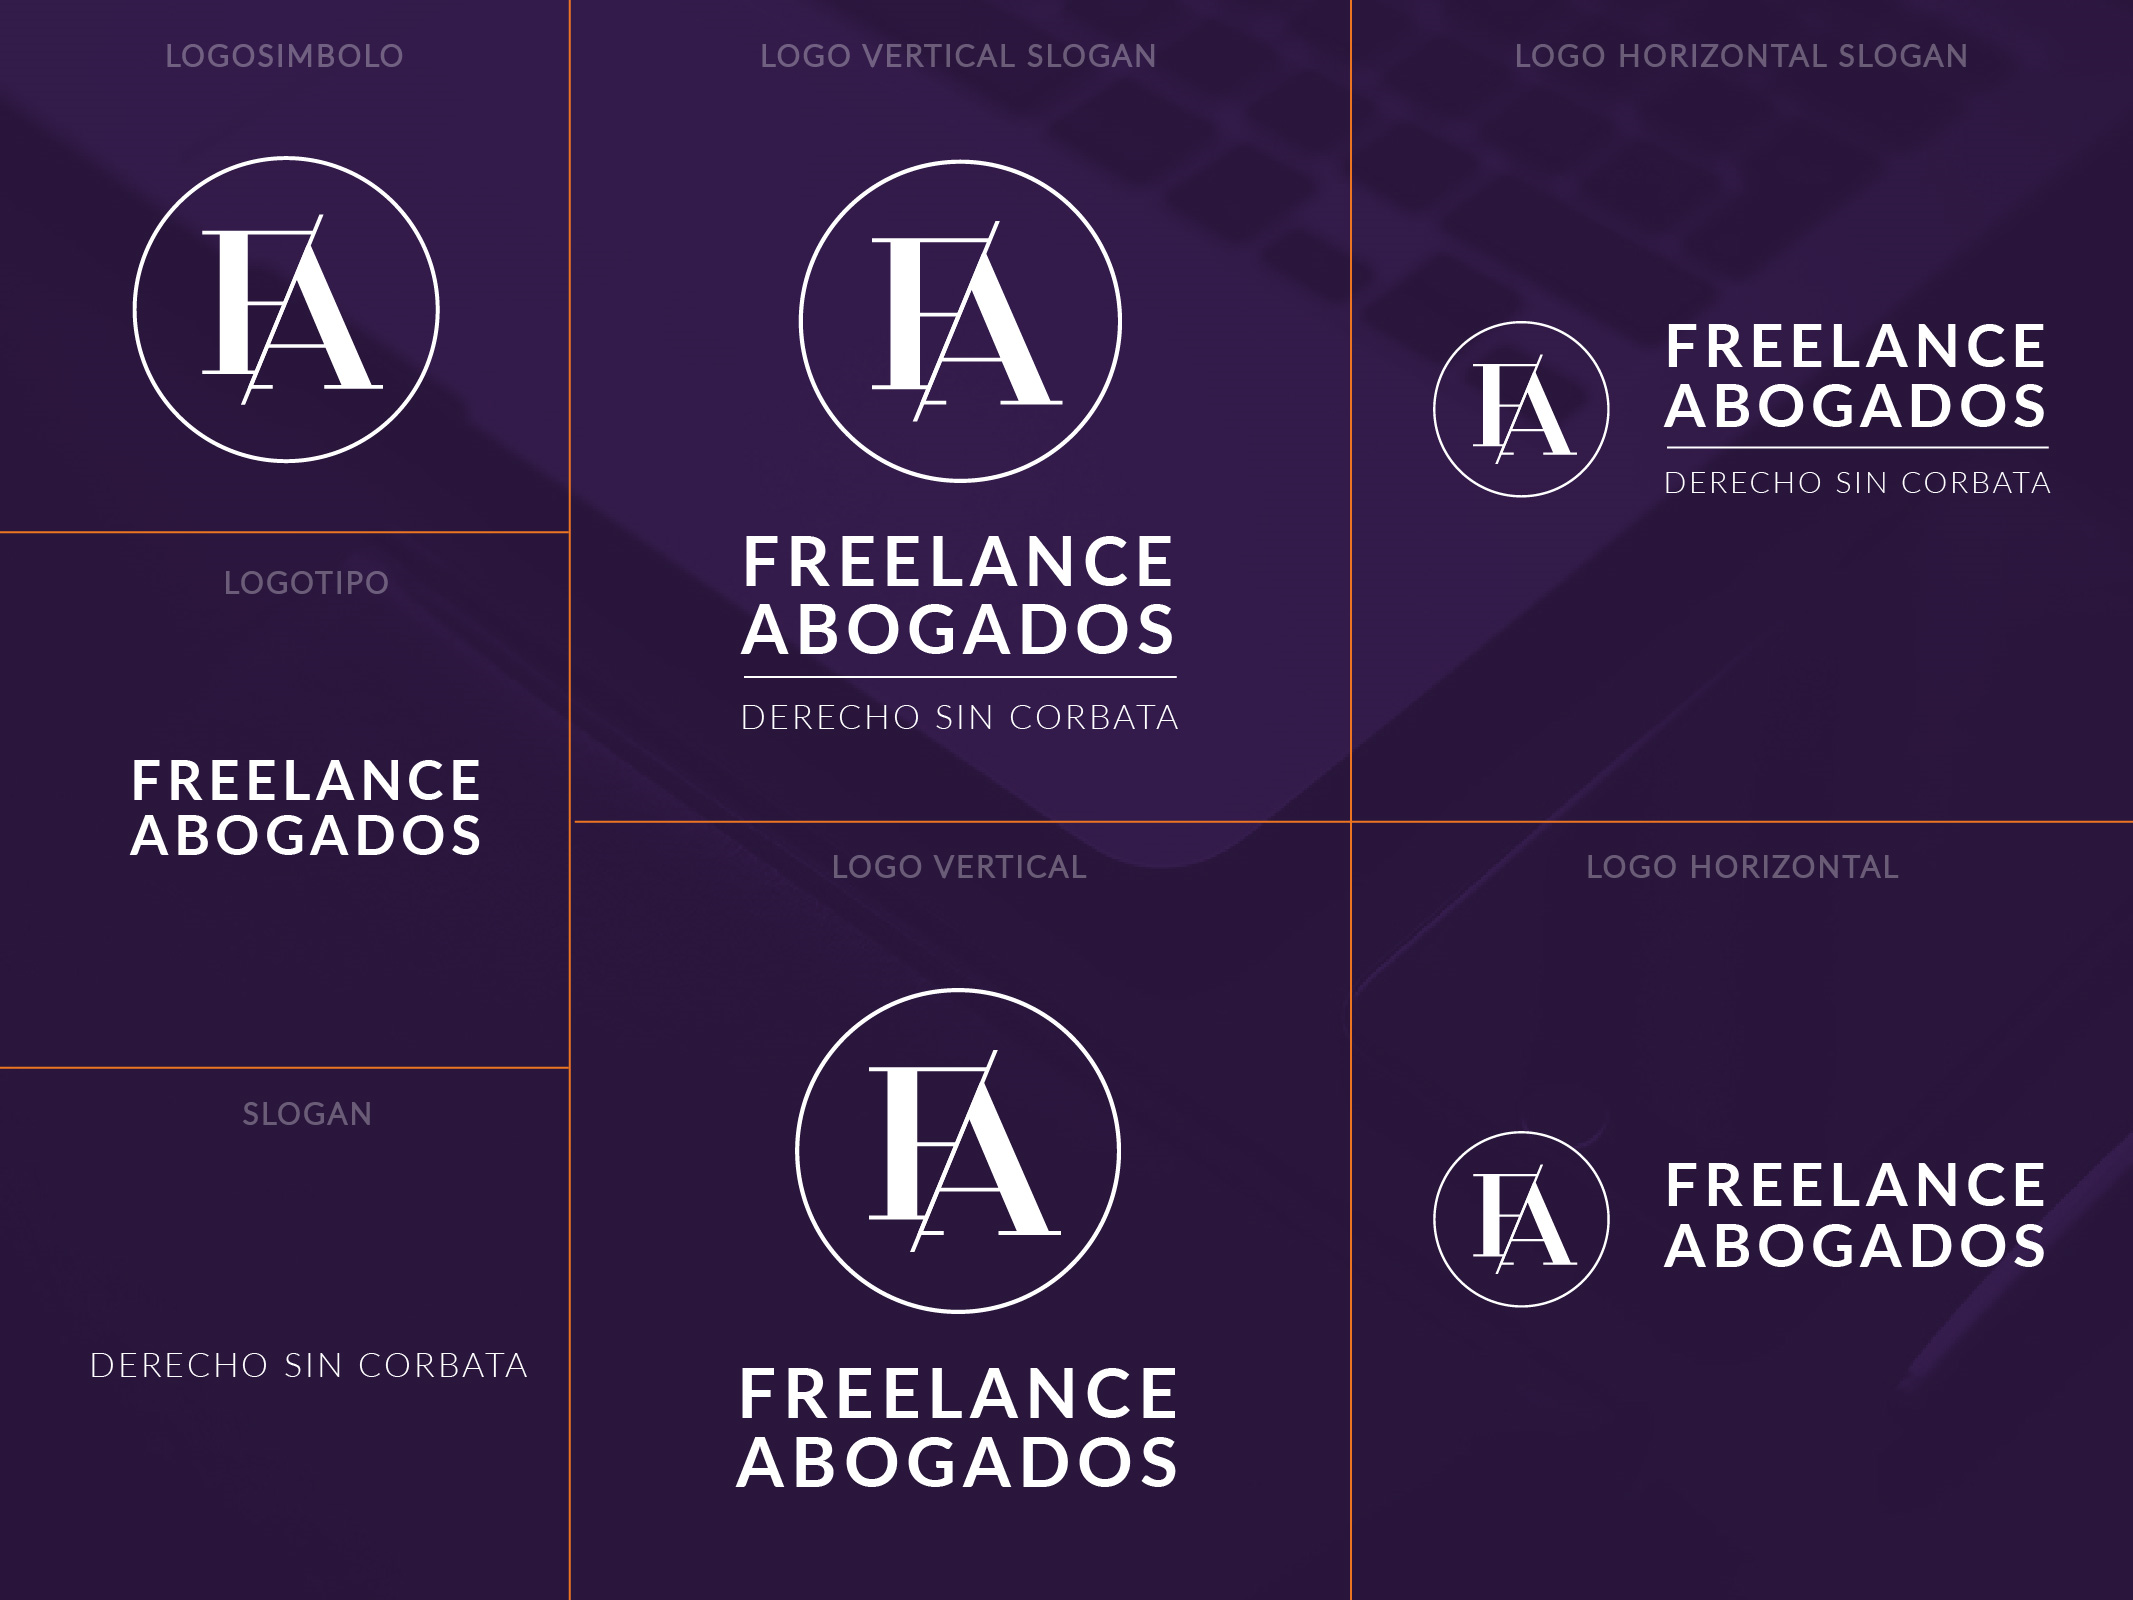 LOGOSIMBOLO
FA
LOGOTIPO
FREELANCE
ABOGADOS
SLOGAN
DERECHO SIN CORBATA
LOGO VERTICAL SLOGAN
FA
FREELANCE
ABOGADOS
DERECHO SIN CORBATA
LOGO VERTICAL
FA
FREELANCE
ABOGADOS
LOGO HORIZONTAL SLOGAN
FA
FREELANCE
ABOGADOS
DERECHO SIN CORBATA
LOGO HORIZONTAL
FA
FREELANCE
ABOGADOS